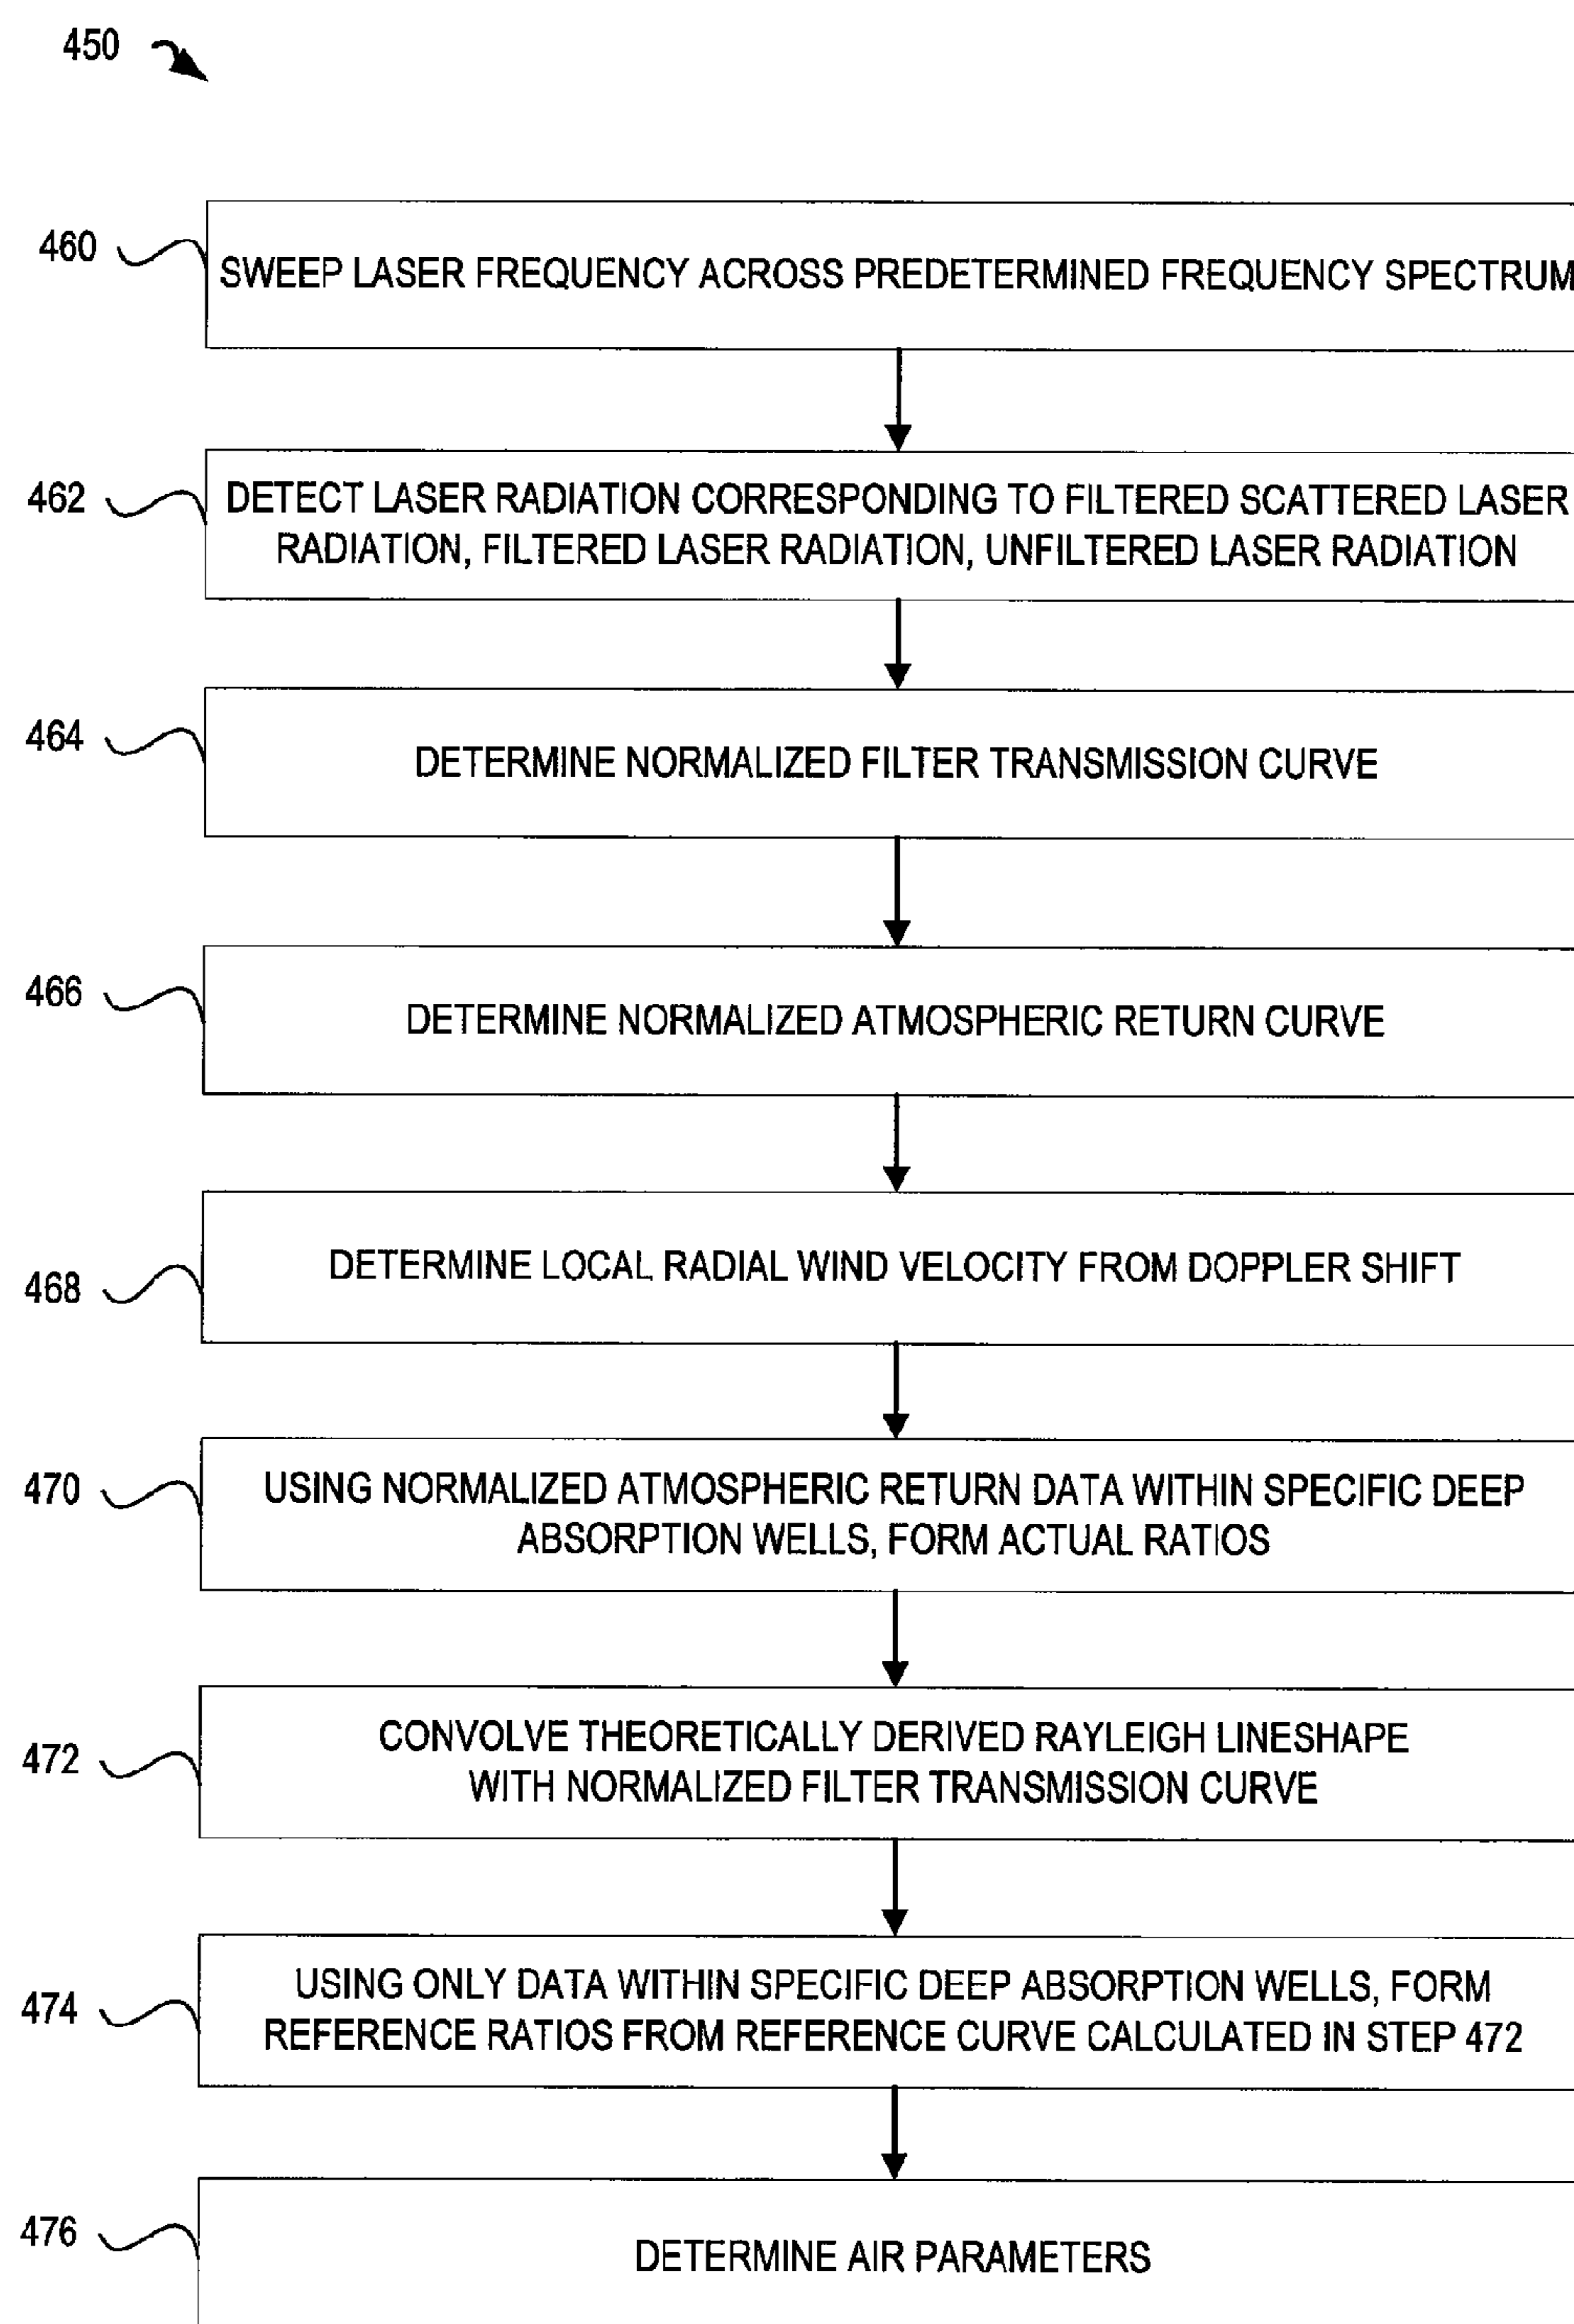 450
460
SWEEP LASER FREQUENCY ACROSS PREDETERMINED FREQUENCY SPECTRUM
462
DETECT LASER RADIATION CORRESPONDING TO FILTERED SCATTERED LASER
RADIATION, FILTERED LASER RADIATION, UNFILTERED LASER RADIATION
464
DETERMINE NORMALIZED FILTER TRANSMISSION CURVE
466
DETERMINE NORMALIZED ATMOSPHERIC RETURN CURVE
468
DETERMINE LOCAL RADIAL WIND VELOCITY FROM DOPPLER SHIFT
470
USING NORMALIZED ATMOSPHERIC RETURN DATA WITHIN SPECIFIC DEEP
ABSORPTION WELLS, FORM ACTUAL RATIOS
472
CONVOLVE THEORETICALLY DERIVED RAYLEIGH LINESHAPE
WITH NORMALIZED FILTER TRANSMISSION CURVE
474
USING ONLY DATA WITHIN SPECIFIC DEEP ABSORPTION WELLS, FORM
REFERENCE RATIOS FROM REFERENCE CURVE CALCULATED IN STEP 472
476
DETERMINE AIR PARAMETERS